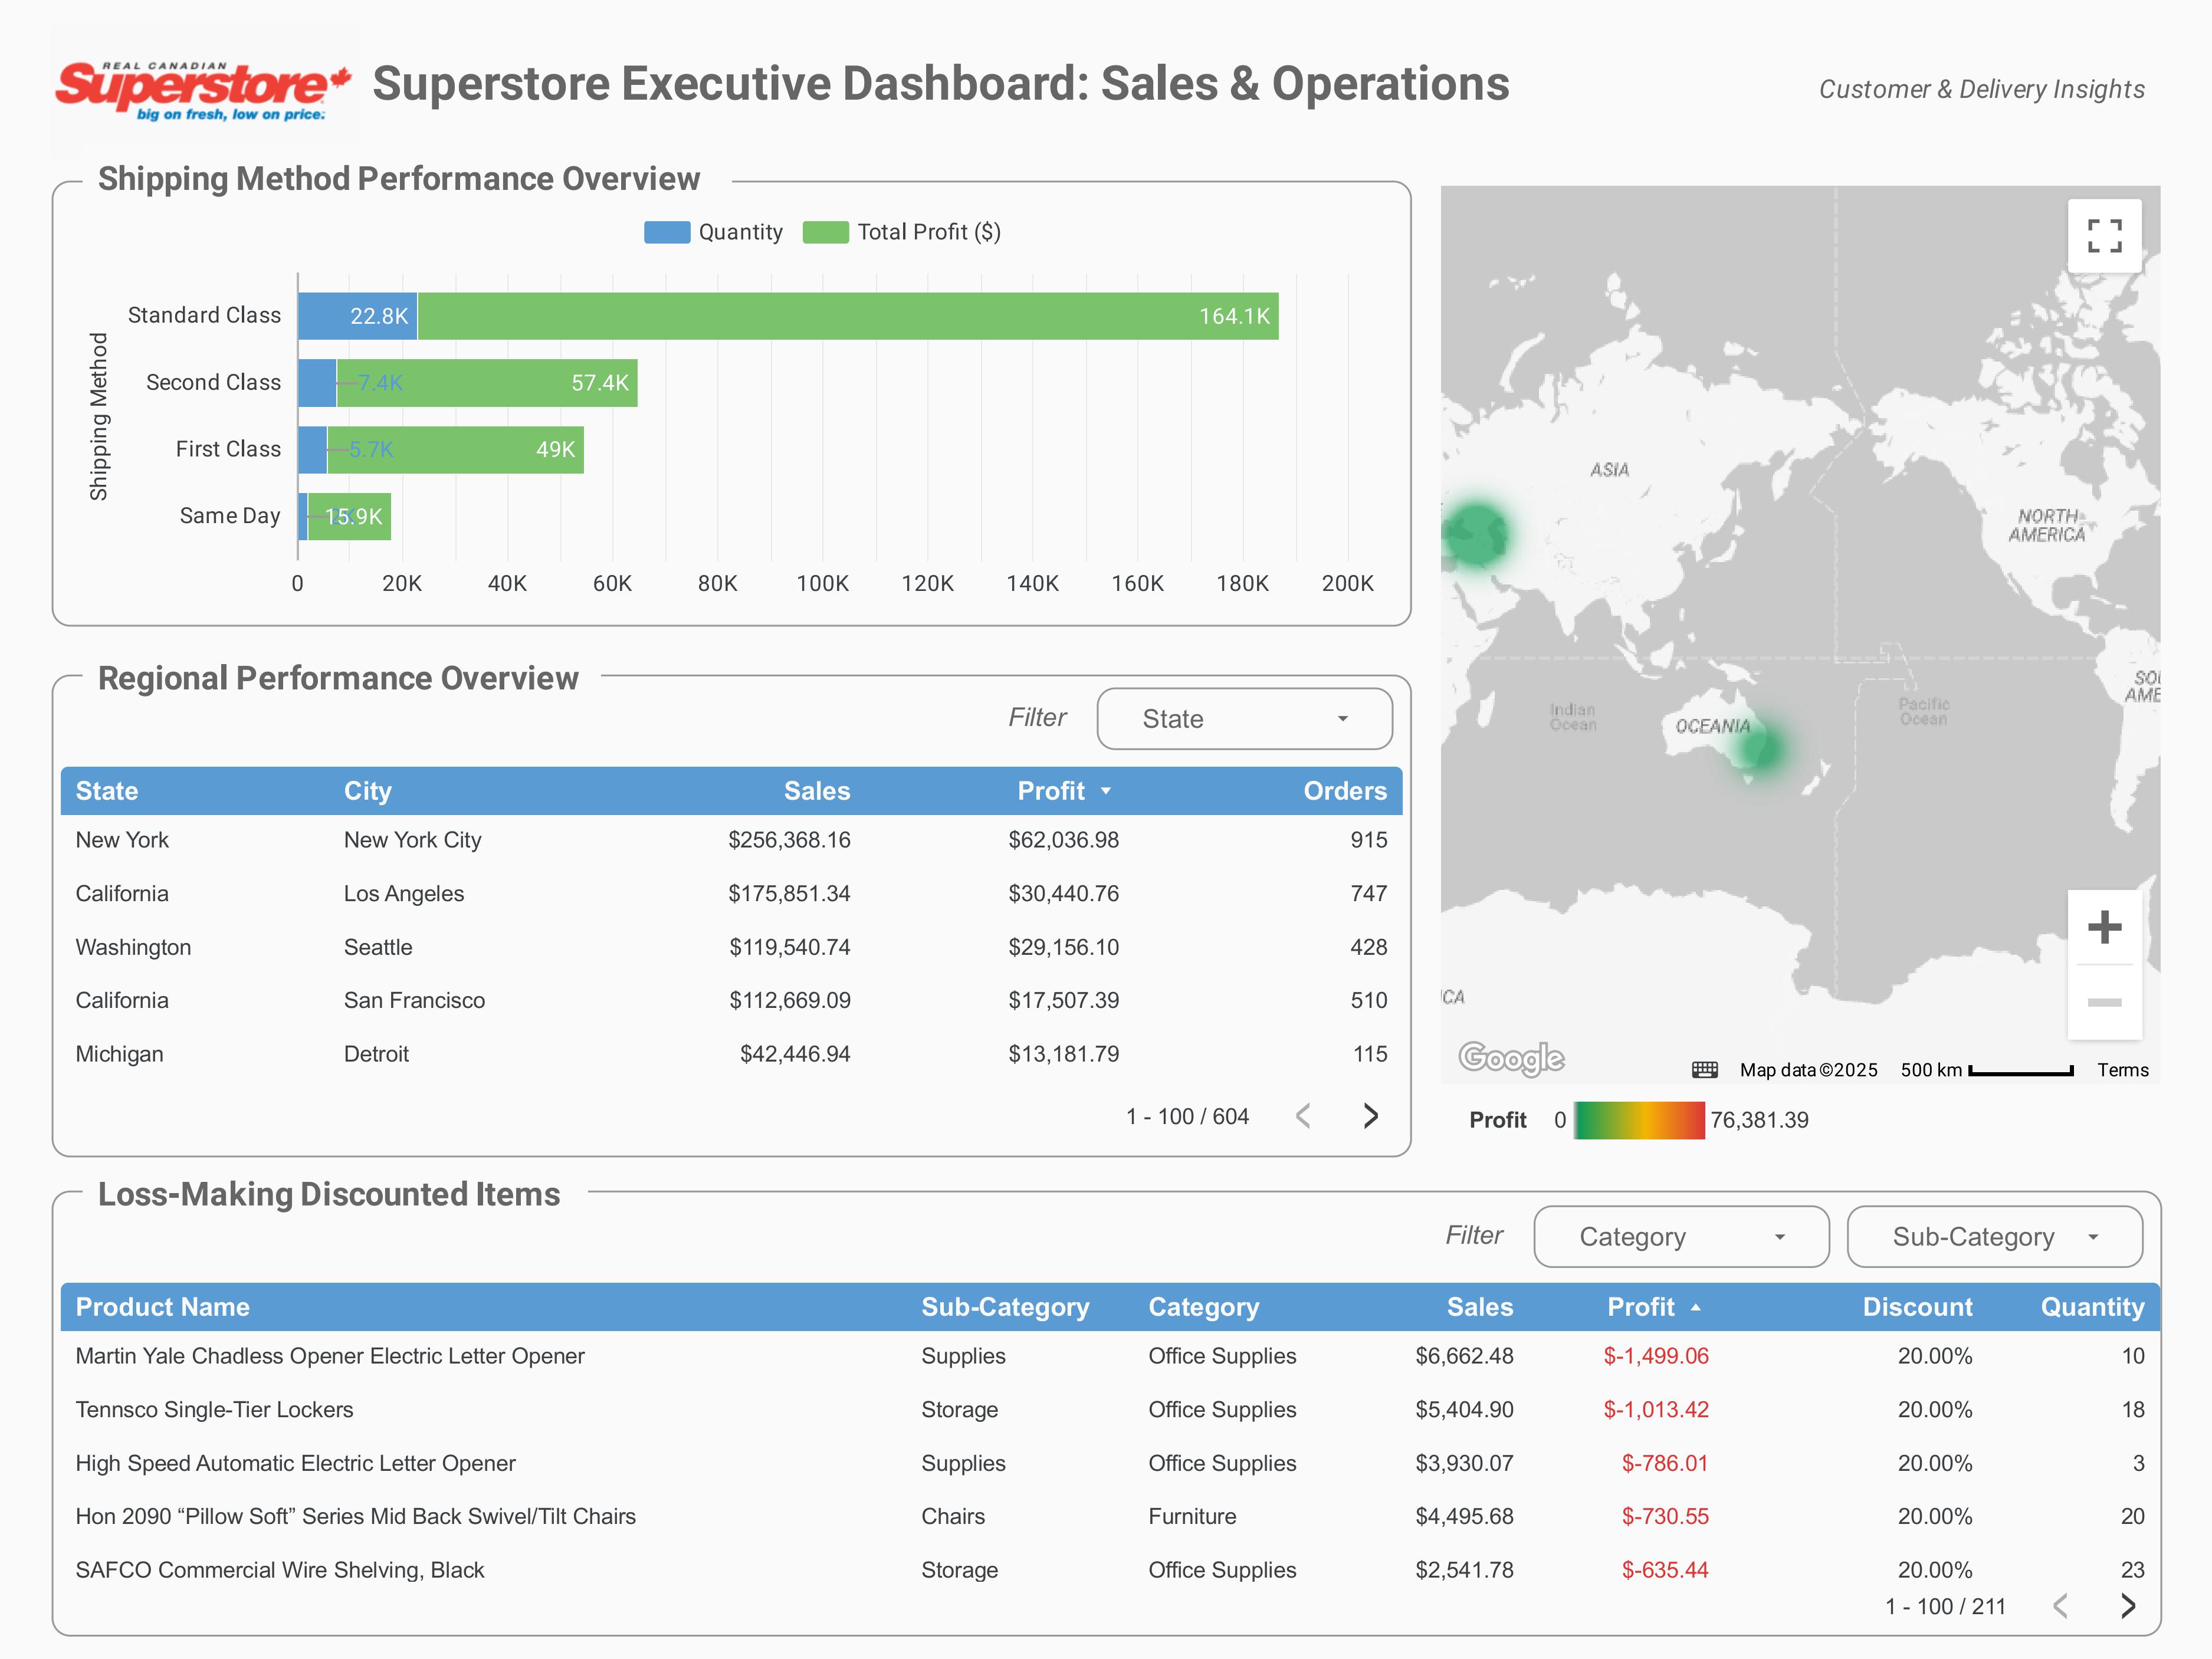 REAL CANADIAN
Superstore
big on fresh, low on price.
Superstore Executive Dashboard: Sales & Operations
Customer & Delivery Insights
Shipping Method Performance Overview
Quantity Total Profit ($)
Shipping Method
Standard Class 22.8K 164.1K
Second Class 7.4K 57.4K
First Class 5.7K 49K
Same Day 15.9K
0 20K 40K 60K 80K 100K 120K 140K 160K 180K 200K
ASIA
NORTH
AMERICA
Indian
Ocean
OCEANIA
Pacific
Ocean
SOU
AME
ICA
Google
Map data ©2025 500 km Terms
Profit 0 76,381.39
Regional Performance Overview
Filter State
State City Sales Profit Orders
New York New York City $256,368.16 $62,036.98 915
California Los Angeles $175,851.34 $30,440.76 747
Washington Seattle $119,540.74 $29,156.10 428
California San Francisco $112,669.09 $17,507.39 510
Michigan Detroit $42,446.94 $13,181.79 115
1 - 100 / 604
Loss-Making Discounted Items
Filter Category Sub-Category
Product Name Sub-Category Category Sales Profit Discount Quantity
Martin Yale Chadless Opener Electric Letter Opener Supplies Office Supplies $6,662.48 $-1,499.06 20.00% 10
Tennsco Single-Tier Lockers Storage Office Supplies $5,404.90 $-1,013.42 20.00% 18
High Speed Automatic Electric Letter Opener Supplies Office Supplies $3,930.07 $-786.01 20.00% 3
Hon 2090 “Pillow Soft” Series Mid Back Swivel/Tilt Chairs Chairs Furniture $4,495.68 $-730.55 20.00% 20
SAFCO Commercial Wire Shelving, Black Storage Office Supplies $2,541.78 $-635.44 20.00% 23
1 - 100 / 211